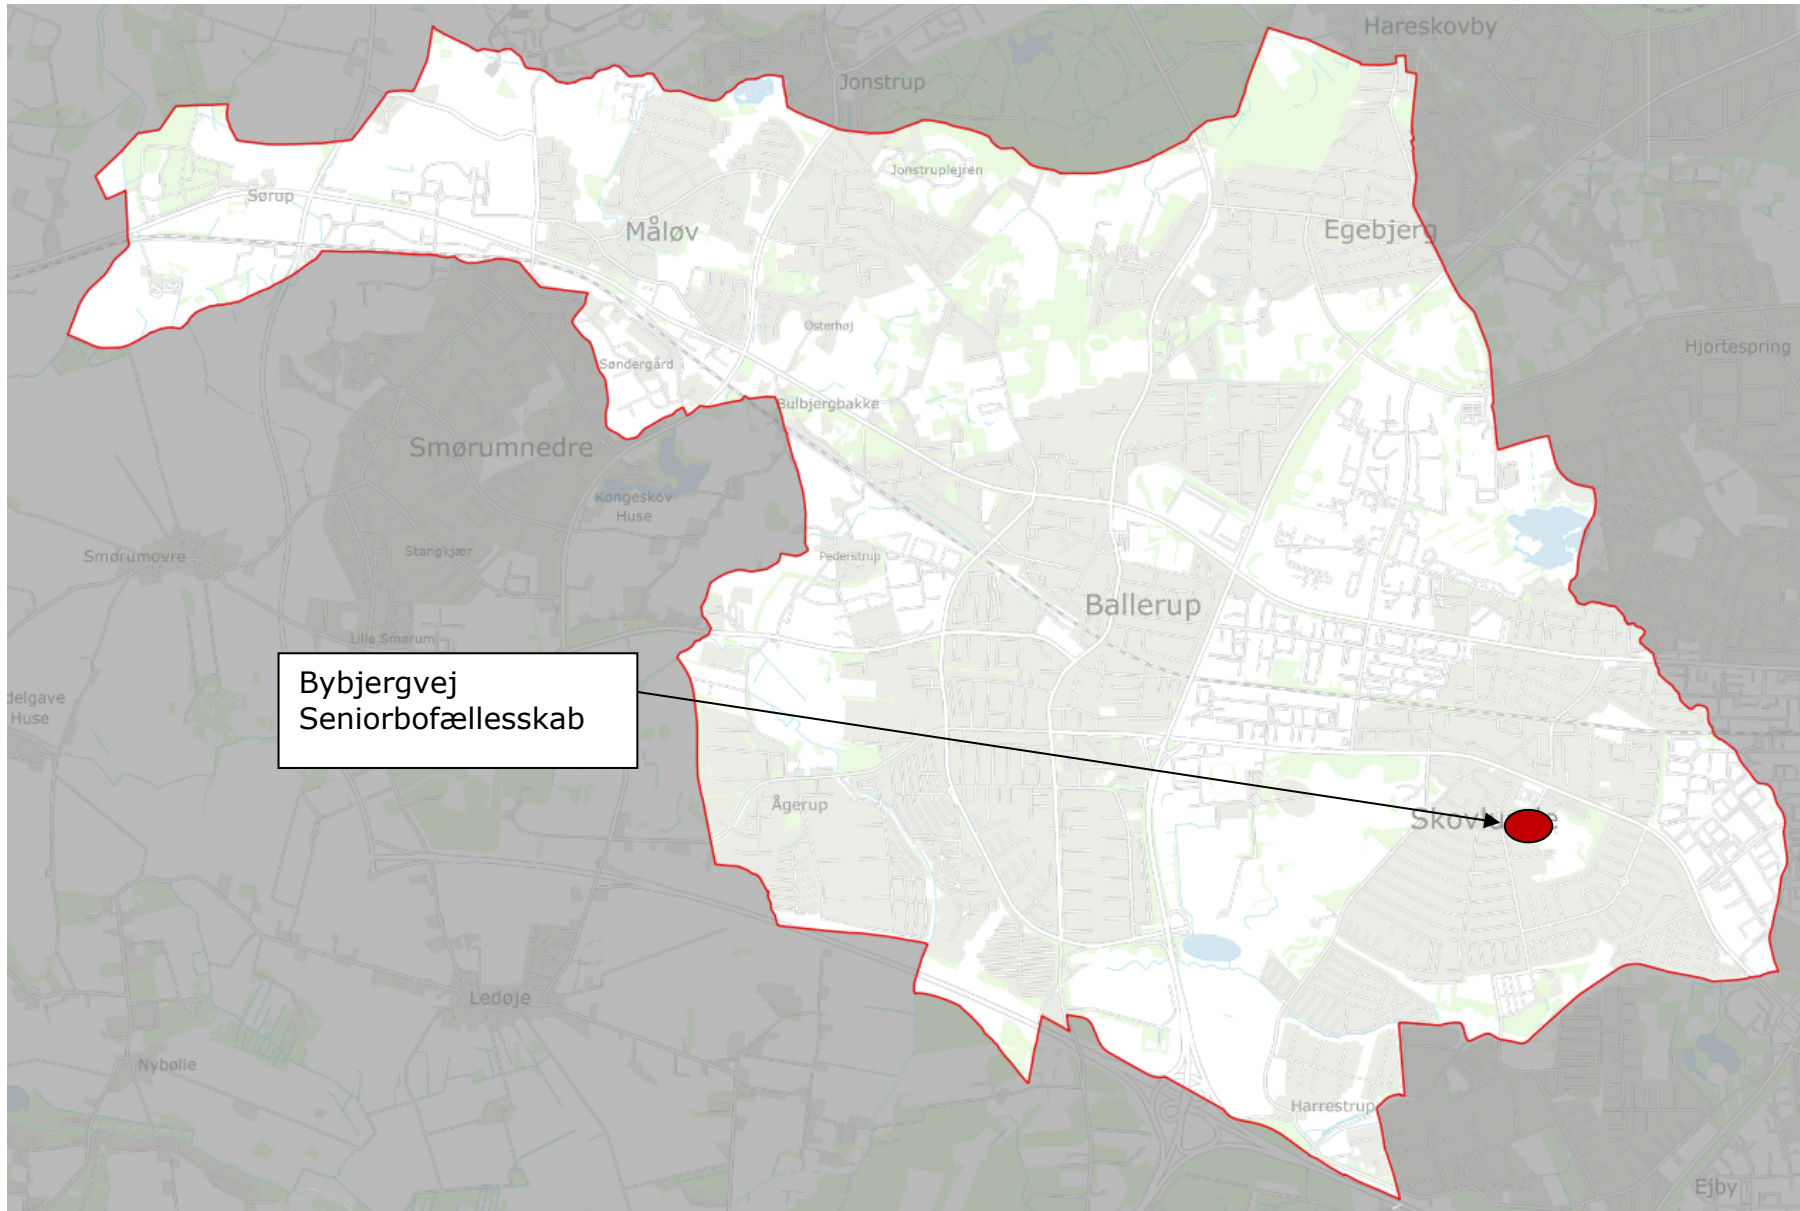 Hareskovby
Jonstrup
Jonstruplejren
Sørup
Måløv
Egebjerg
Østerhøj
Hjortespring
Søndergård
Bulbjergbakke
Smørumnedre
Kongeskov
Huse
Stangkjær
Smørumovre
Pederstrup
Ballerup
Lille Smørum
Bybjergvej
Seniorbofællesskab
delgave
Huse
Ågerup
Ledøje
Nybølle
Harrestrup
Ejby